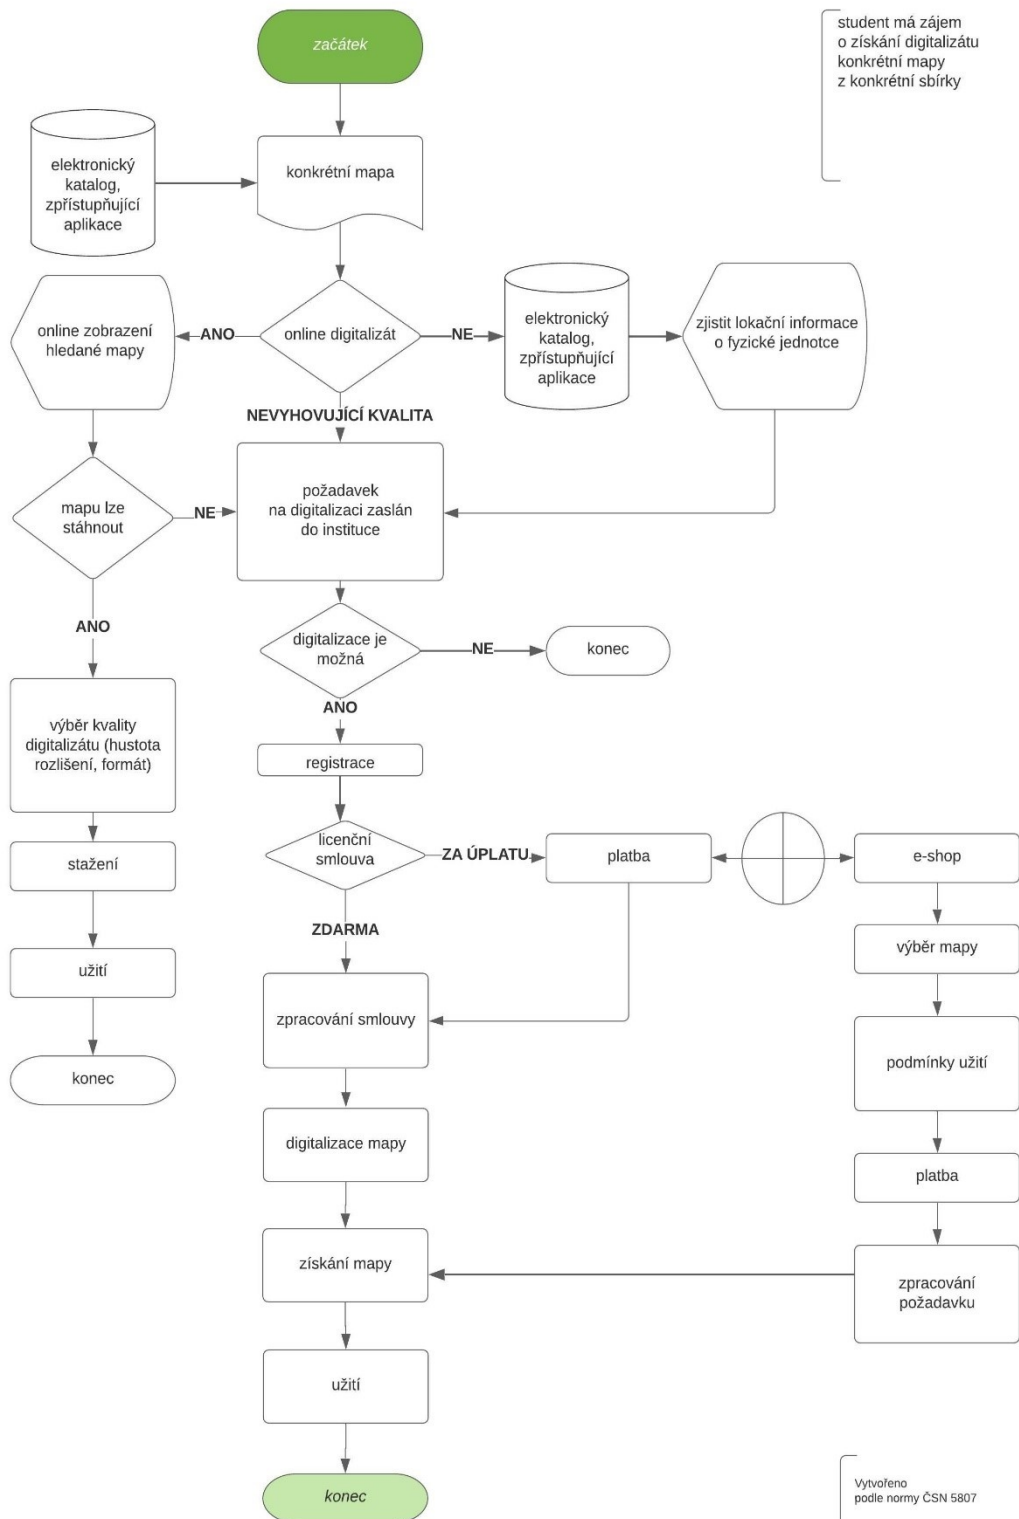 začátek
student má zájem
o získání digitalizátu
konkrétní mapy
z konkrétní sbírky
elektronický
katalog,
zpřístupňující
aplikace
konkrétní mapa
online zobrazení
hledané mapy
ANO
online digitalizát
NE
elektronický
katalog,
zpřístupňující
aplikace
zjistit lokační informace
o fyzické jednotce
NEVYHOVUJÍCÍ KVALITA
mapu lze
stáhnout
NE
požadavek
na digitalizaci zaslán
do instituce
ANO
digitalizace je
možná
NE
konec
ANO
výběr kvality
digitalizátu (hustota
rozlišení, formát)
registrace
stažení
licenční
smlouva
ZA ÚPLATU
platba
e-shop
ZDARMA
výběr mapy
užití
zpracování smlouvy
konec
podmínky užití
digitalizace mapy
platba
získání mapy
zpracování
požadavku
užití
konec
Vytvořeno
podle normy ČSN 5807